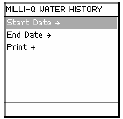 MILLI-Q WATER HISTORY
Start Date →
End Date →
Print →